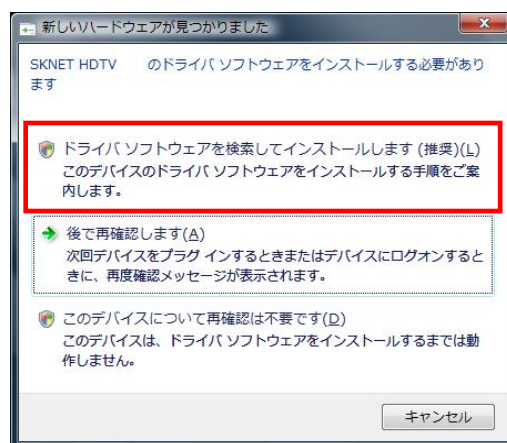 新しいハードウェアが見つかりました
SKNET HDTV のドライバ ソフトウェアをインストールする必要があり
ます
ドライバ ソフトウェアを検索してインストールします (推奨)(L)
このデバイスのドライバ ソフトウェアをインストールする手順をご案
内します。
後で再確認します(A)
次回デバイスをプラグ インするときまたはデバイスにログオンすると
きに、再度確認メッセージが表示されます。
このデバイスについて再確認は不要です(D)
このデバイスは、ドライバ ソフトウェアをインストールするまでは動
作しません。
キャンセル